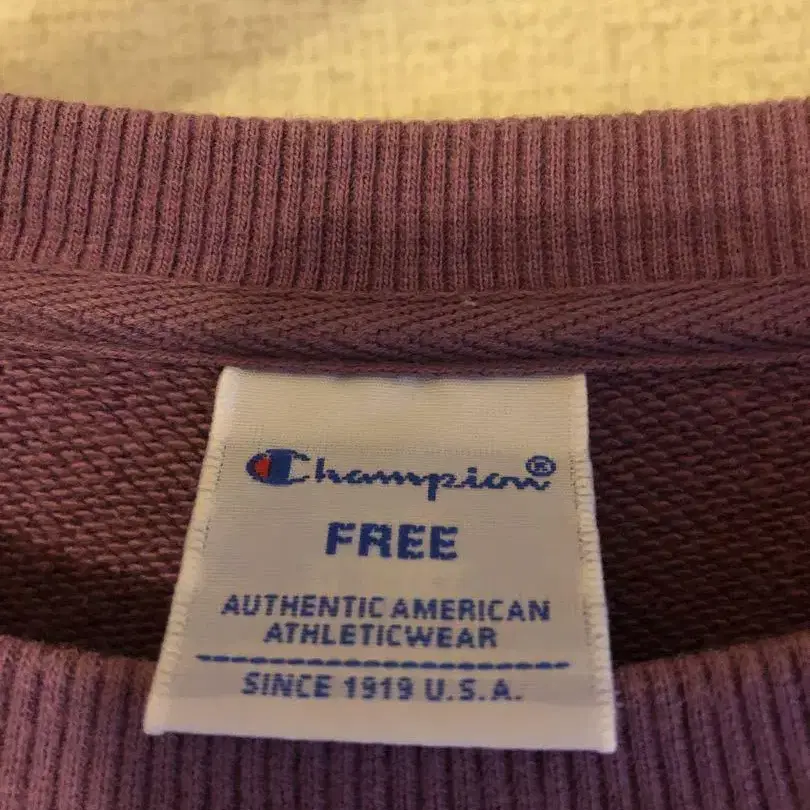 Champion®
FREE
AUTHENTIC AMERICAN
ATHLETICWEAR
SINCE 1919 U.S.A.